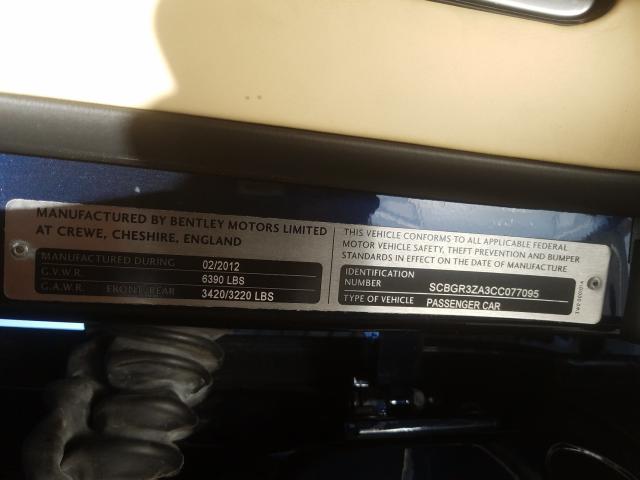 MANUFACTURED BY BENTLEY MOTORS LIMITED
AT CREWE, CHESHIRE, ENGLAND
MANUFACTURED DURING 02/2012
G.V.W.R. 6390 LBS
G.A.W.R. FRONT/REAR 3420/3220 LBS
THIS VEHICLE CONFORMS TO ALL APPLICABLE FEDERAL
MOTOR VEHICLE SAFETY, THEFT PREVENTION AND BUMPER
STANDARDS IN EFFECT ON THE DATE OF MANUFACTURE
IDENTIFICATION
NUMBER SCBGR3ZA3CC077095
TYPE OF VEHICLE PASSENGER CAR